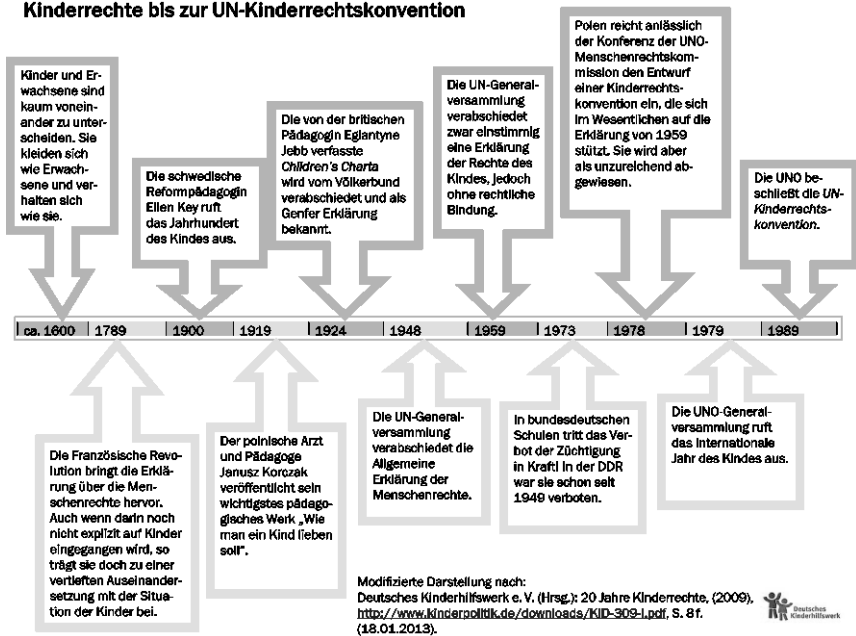 Kinderrechte bis zur UN-Kinderrechtskonvention
Kinder und Er-
wachsene sind
kaum vonein-
ander zu unter-
scheiden. Sie
kleiden sich
wie Erwach-
sene und ver-
halten sich
wie sie.
Die schwedische
Reformpädagogin
Ellen Key ruft
das Jahrhundert
des Kindes aus.
Die von der britischen
Pädagogin Eglantyne
Jebb verfasste
Children's Charta
wird vom Völkerbund
verabschiedet und als
Genfer Erklärung
bekannt.
Die UN-General-
versammlung
verabschiedet
zwar einstimmig
eine Erklärung
der Rechte des
Kindes, jedoch
ohne rechtliche
Bindung.
Polen reicht anlässlich
der Konferenz der UNO-
Menschenrechtskom-
mission den Entwurf
einer Kinderrechts-
konvention ein, die sich
im Wesentlichen auf die
Erklärung von 1959
stützt. Sie wird aber
als unzureichend ab-
gewiesen.
Die UNO be-
schließt die UN-
Kinderrechts-
konvention.
ca. 1600 1789 1900 1919 1924 1948 1959 1973 1978 1979 1989
Die Französische Revo-
lution bringt die Erklä-
rung über die Men-
schenrechte hervor.
Auch wenn darin noch
nicht explizit auf Kinder
eingegangen wird, so
trägt sie doch zu einer
vertieften Auseinander-
setzung mit der Situa-
tion der Kinder bei.
Der polnische Arzt
und Pädagoge
Janusz Korczak
veröffentlicht sein
wichtigstes pädago-
gisches Werk „Wie
man ein Kind lieben
soll".
Die UN-General-
versammlung
verabschiedet die
Allgemeine
Erklärung der
Menschenrechte.
In bundesdeutschen
Schulen tritt das Ver-
bot der Züchtigung
in Kraft! In der DDR
war sie schon seit
1949 verboten.
Die UNO-General-
versammlung ruft
das Internationale
Jahr des Kindes aus.
Modifizierte Darstellung nach:
Deutsches Kinderhilfswerk e. V. (Hrsg.): 20 Jahre Kinderrechte, (2009),
http://www.kinderpolitik.de/downloads/KID-309-i.pdf, S. 8 f.
(18.01.2013).
Deutsches
Kinderhilfswerk